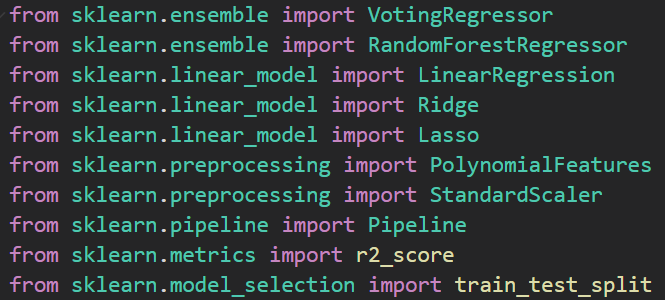 from sklearn.ensemble import VotingRegressor
from sklearn.ensemble import RandomForestRegressor
from sklearn.linear_model import LinearRegression
from sklearn.linear_model import Ridge
from sklearn.linear_model import Lasso
from sklearn.preprocessing import PolynomialFeatures
from sklearn.preprocessing import StandardScaler
from sklearn.pipeline import Pipeline
from sklearn.metrics import r2_score
from sklearn.model_selection import train_test_split